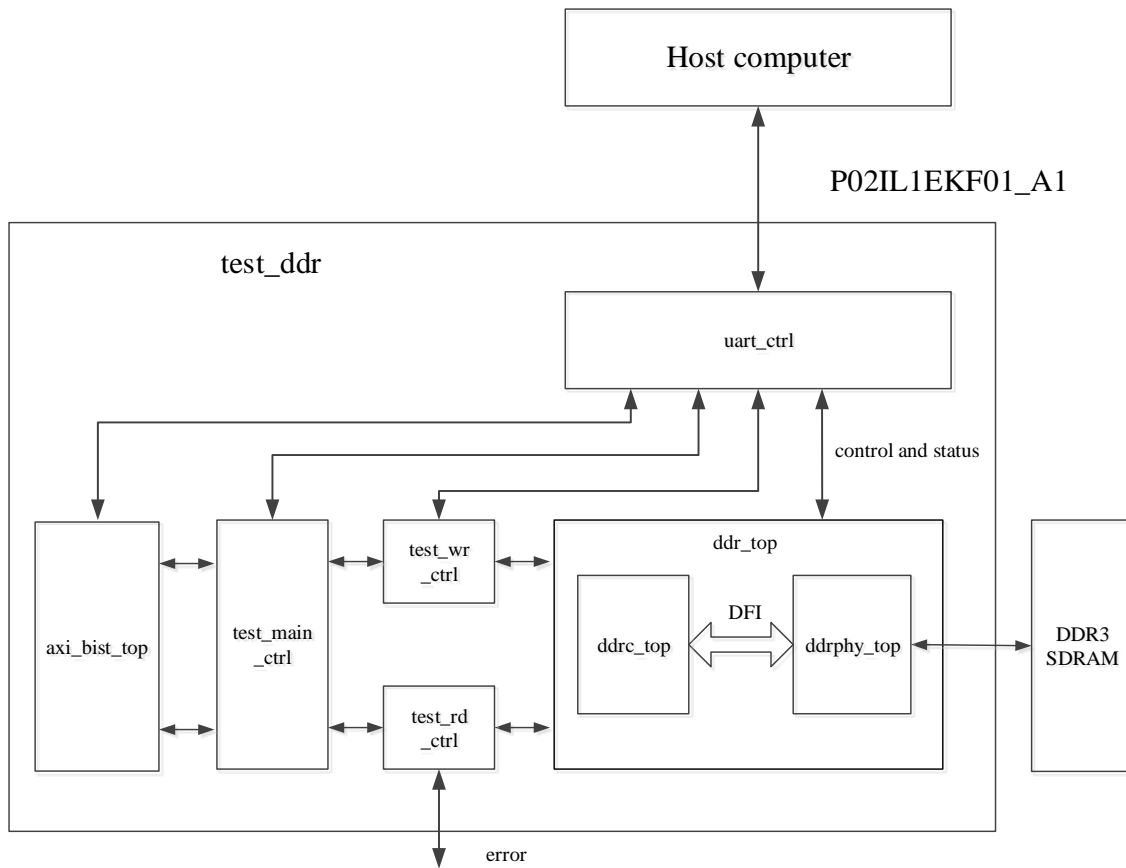 Host computer
P02IL1EKF01_A1
test_ddr
uart_ctrl
control and status
axi_bist_top
test_main
_ctrl
test_wr
_ctrl
test_rd
_ctrl
ddr_top
ddrc_top
DFI
ddrphy_top
DDR3
SDRAM
error